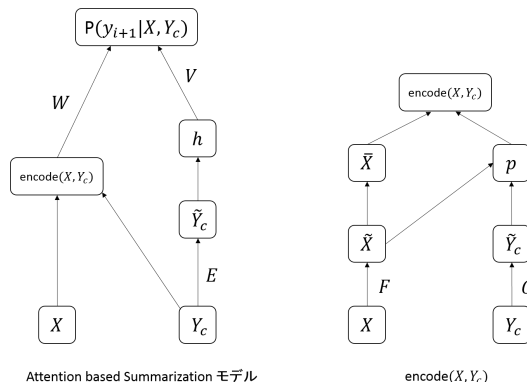 P(y_{i+1}|X, Y_c)
W
V
encode(X, Y_c)
h
Ỹ_c
E
X
Y_c
Attention based Summarization モデル
encode(X, Y_c)
X̄
p
X̃
Ỹ_c
F
X
Y_c
encode(X, Y_c)